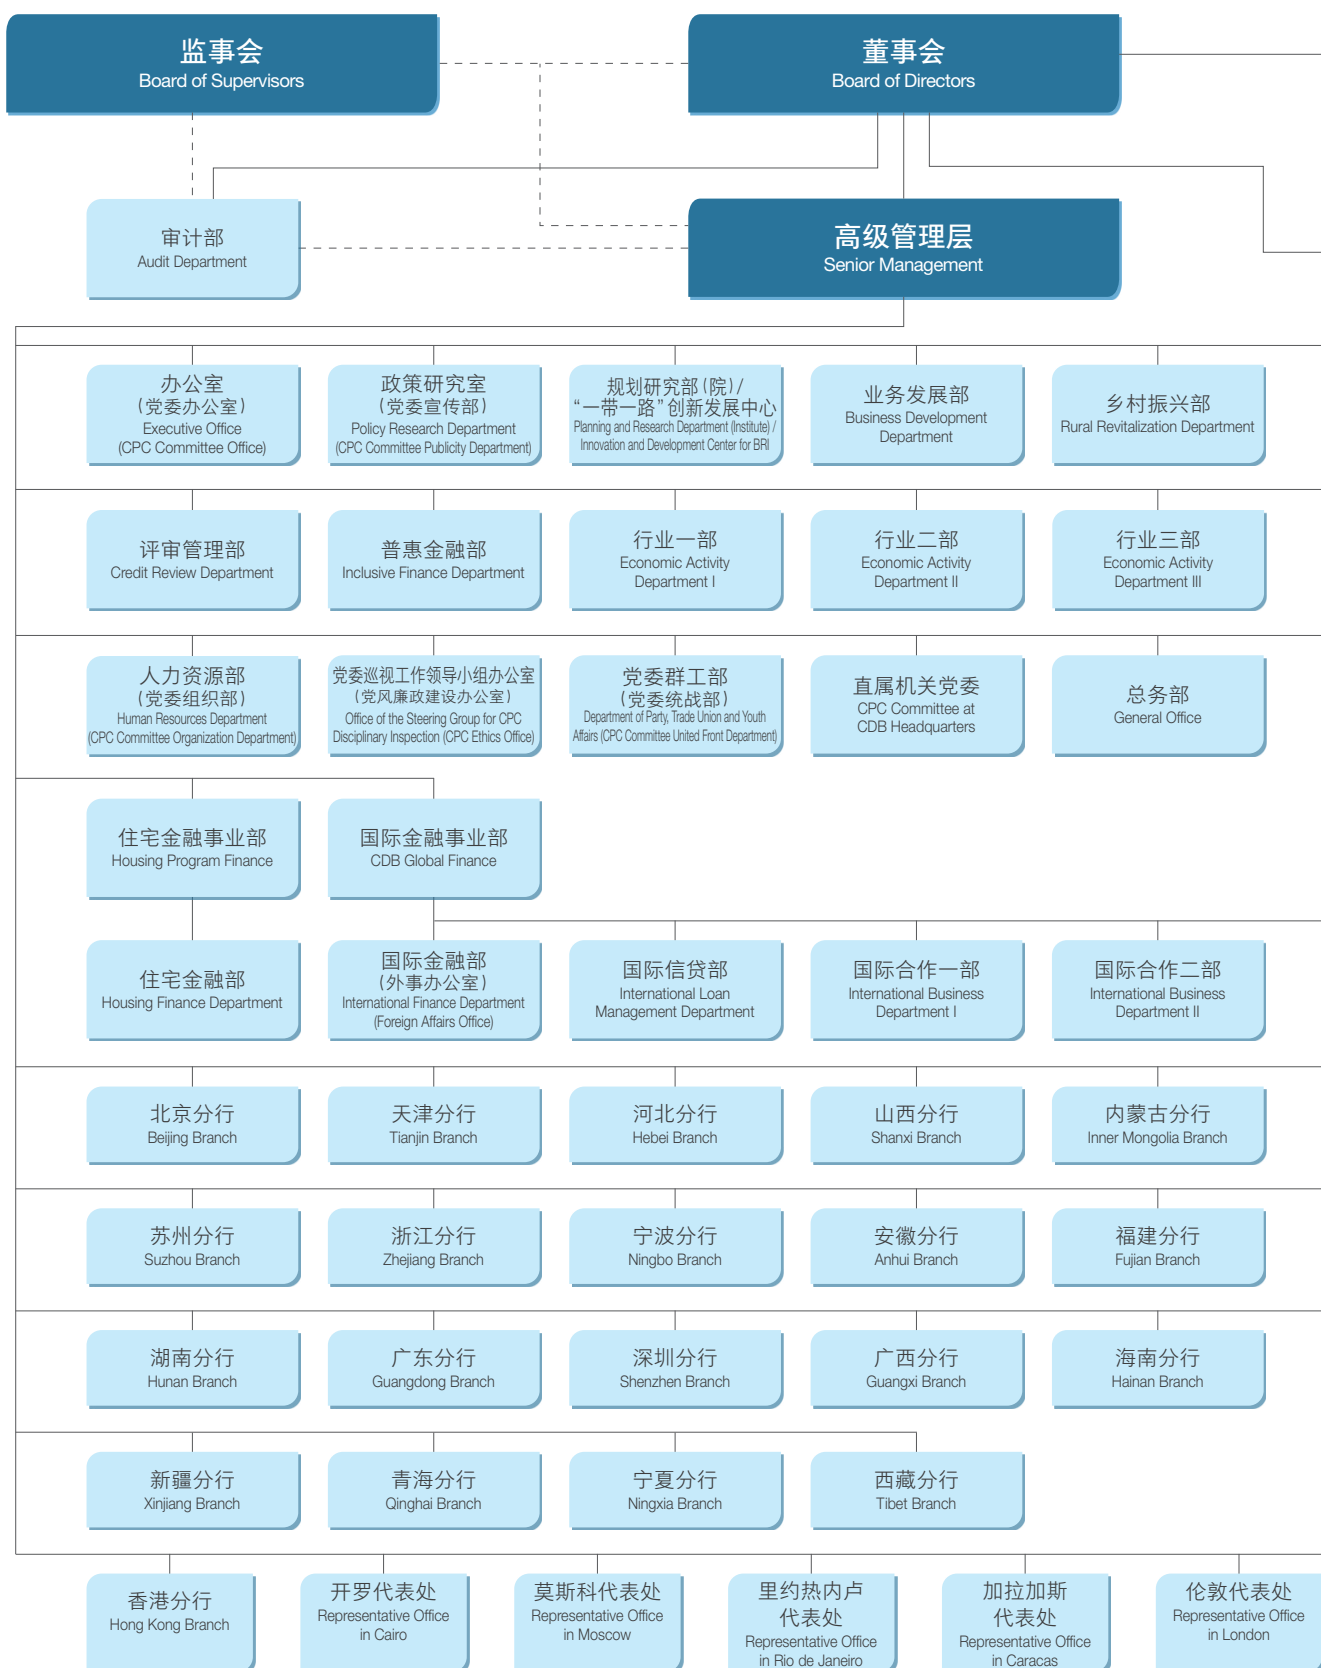 监事会
Board of Supervisors
董事会
Board of Directors
审计部
Audit Department
高级管理层
Senior Management
办公室
(党委办公室)
Executive Office
(CPC Committee Office)
政策研究室
(党委宣传部)
Policy Research Department
(CPC Committee Publicity Department)
规划研究部(院)/
“一带一路”创新发展中心
Planning and Research Department (Institute) /
Innovation and Development Center for BRI
业务发展部
Business Development
Department
乡村振兴部
Rural Revitalization Department
评审管理部
Credit Review Department
普惠金融部
Inclusive Finance Department
行业一部
Economic Activity
Department I
行业二部
Economic Activity
Department II
行业三部
Economic Activity
Department III
人力资源部
(党委组织部)
Human Resources Department
(CPC Committee Organization Department)
党委巡视工作领导小组办公室
(党风廉政建设办公室)
Office of the Steering Group for CPC
Disciplinary Inspection (CPC Ethics Office)
党委群工部
(党委统战部)
Department of Party, Trade Union and Youth
Affairs (CPC Committee United Front Department)
直属机关党委
CPC Committee at
CDB Headquarters
总务部
General Office
住宅金融事业部
Housing Program Finance
国际金融事业部
CDB Global Finance
住宅金融部
Housing Finance Department
国际金融部
(外事办公室)
International Finance Department
(Foreign Affairs Office)
国际信贷部
International Loan
Management Department
国际合作一部
International Business
Department I
国际合作二部
International Business
Department II
北京分行
Beijing Branch
天津分行
Tianjin Branch
河北分行
Hebei Branch
山西分行
Shanxi Branch
内蒙古分行
Inner Mongolia Branch
苏州分行
Suzhou Branch
浙江分行
Zhejiang Branch
宁波分行
Ningbo Branch
安徽分行
Anhui Branch
福建分行
Fujian Branch
湖南分行
Hunan Branch
广东分行
Guangdong Branch
深圳分行
Shenzhen Branch
广西分行
Guangxi Branch
海南分行
Hainan Branch
新疆分行
Xinjiang Branch
青海分行
Qinghai Branch
宁夏分行
Ningxia Branch
西藏分行
Tibet Branch
香港分行
Hong Kong Branch
开罗代表处
Representative Office
in Cairo
莫斯科代表处
Representative Office
in Moscow
里约热内卢
代表处
Representative Office
in Rio de Janeiro
加拉加斯
代表处
Representative Office
in Caracas
伦敦代表处
Representative Office
in London